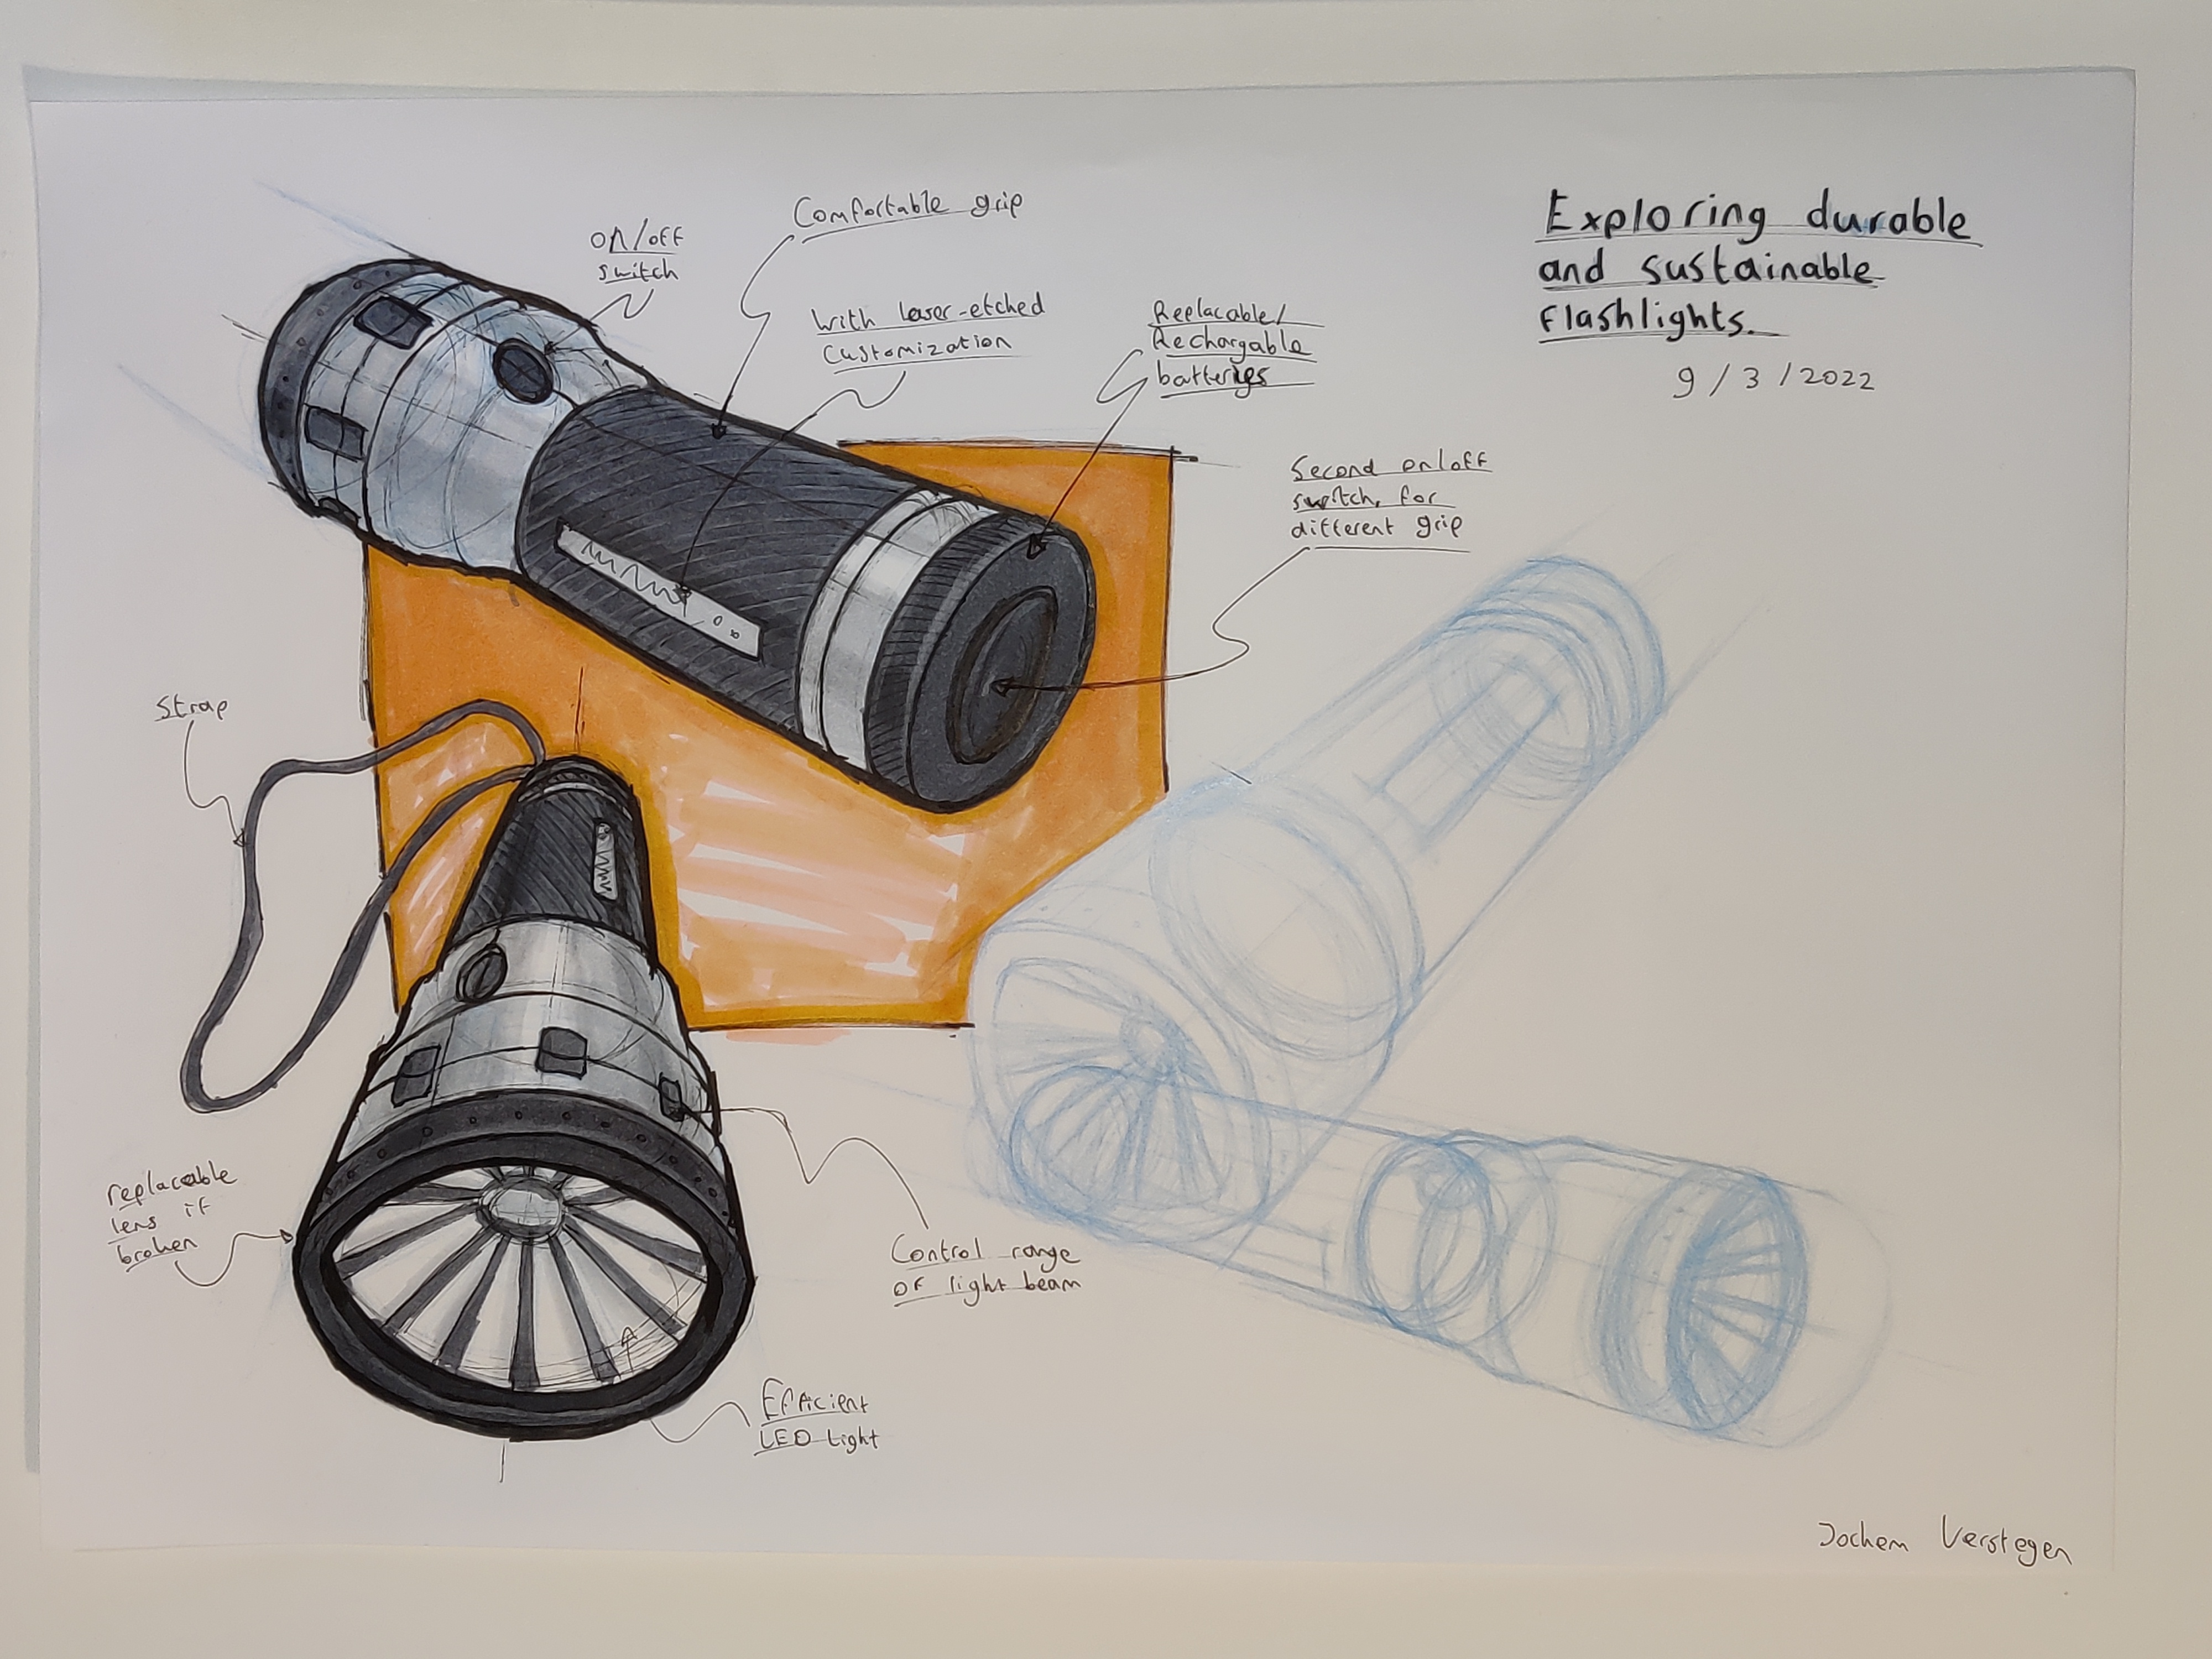 Exploring durable
and sustainable
flashlights.
9/3/2022
on/off
switch
Comfortable grip
With laser-etched
Customization
Replacable/
Rechargable
batteries
Second on/off
switch, for
different grip
Strap
replacable
lens if
broken
Control range
of light beam
Efficient
LED Light
Jochem Verstegen